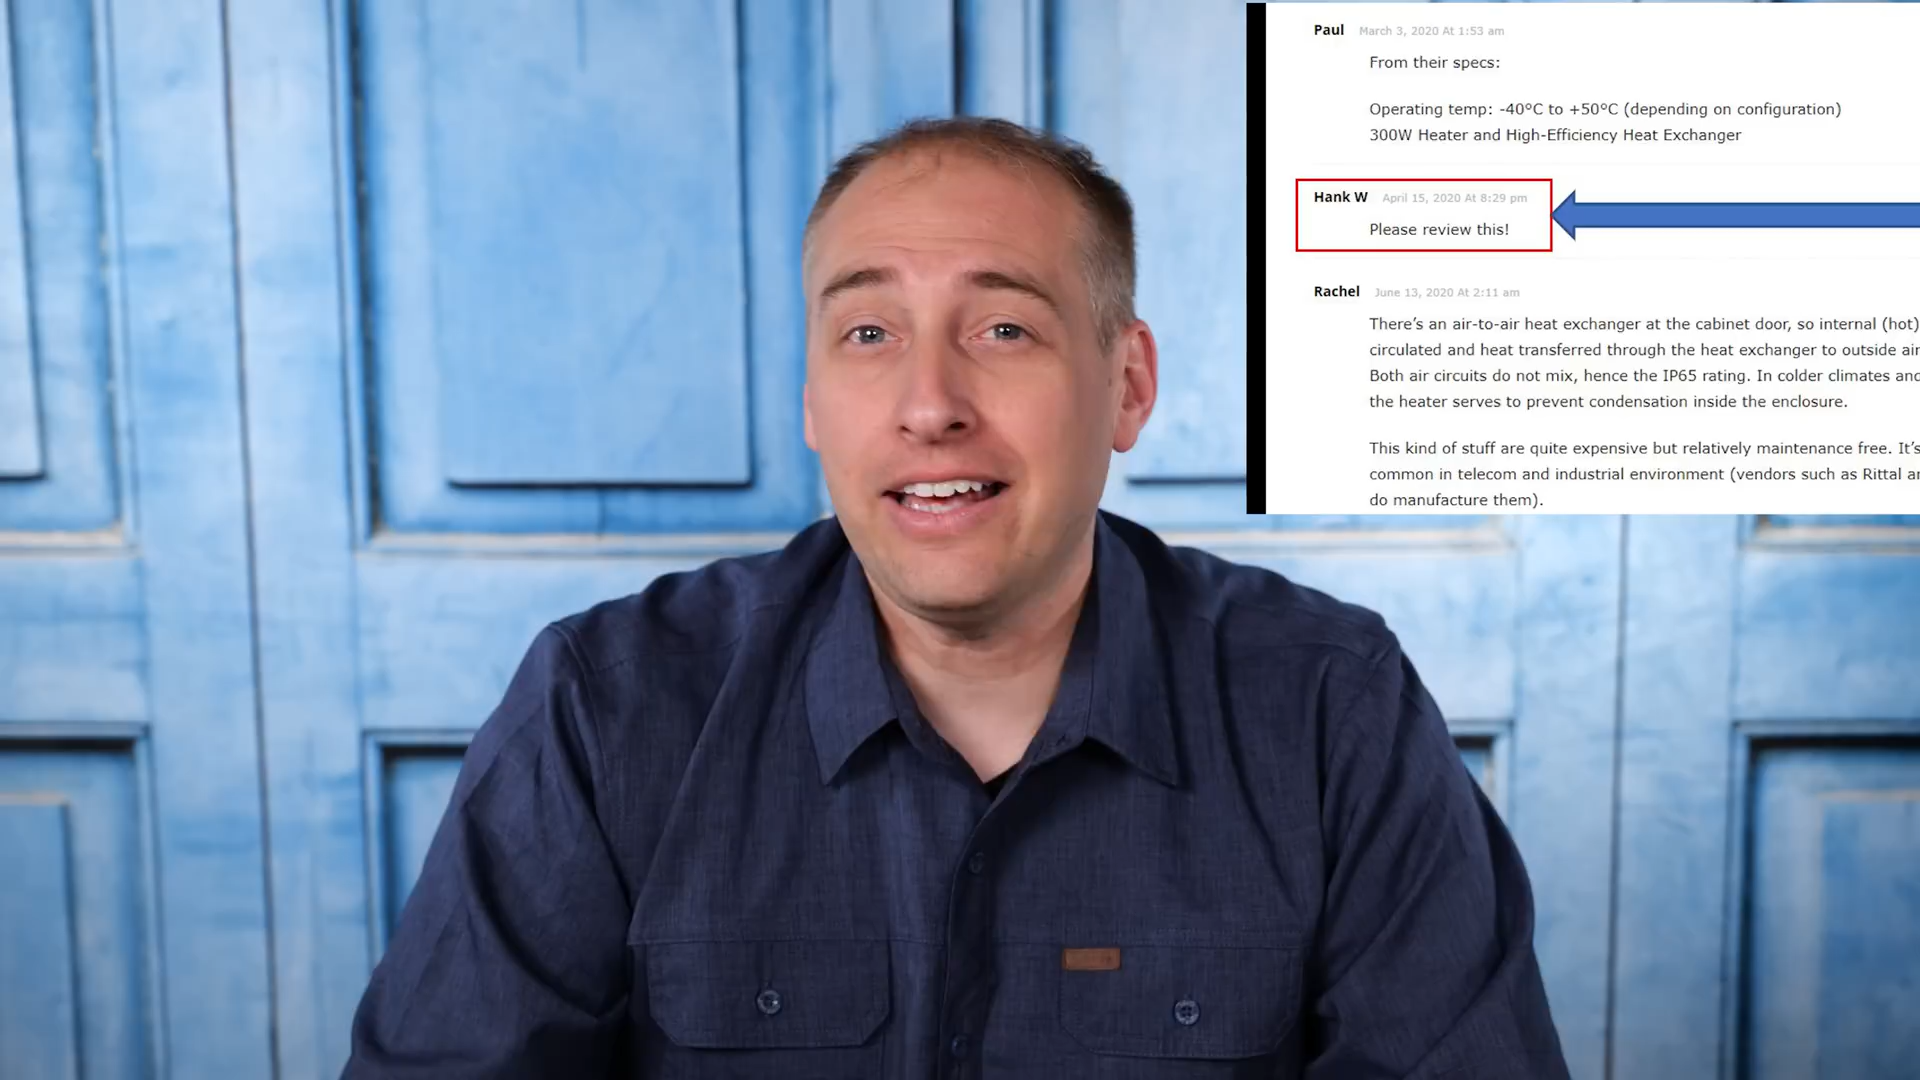 Paul March 3, 2020 At 1:53 am
From their specs:
Operating temp: -40°C to +50°C (depending on configuration)
300W Heater and High-Efficiency Heat Exchanger
Hank W April 15, 2020 At 8:29 pm
Please review this!
Rachel June 13, 2020 At 2:11 am
There’s an air-to-air heat exchanger at the cabinet door, so internal (hot)
circulated and heat transferred through the heat exchanger to outside air
Both air circuits do not mix, hence the IP65 rating. In colder climates and
the heater serves to prevent condensation inside the enclosure.
This kind of stuff are quite expensive but relatively maintenance free. It’s
common in telecom and industrial environment (vendors such as Rittal
do manufacture them).